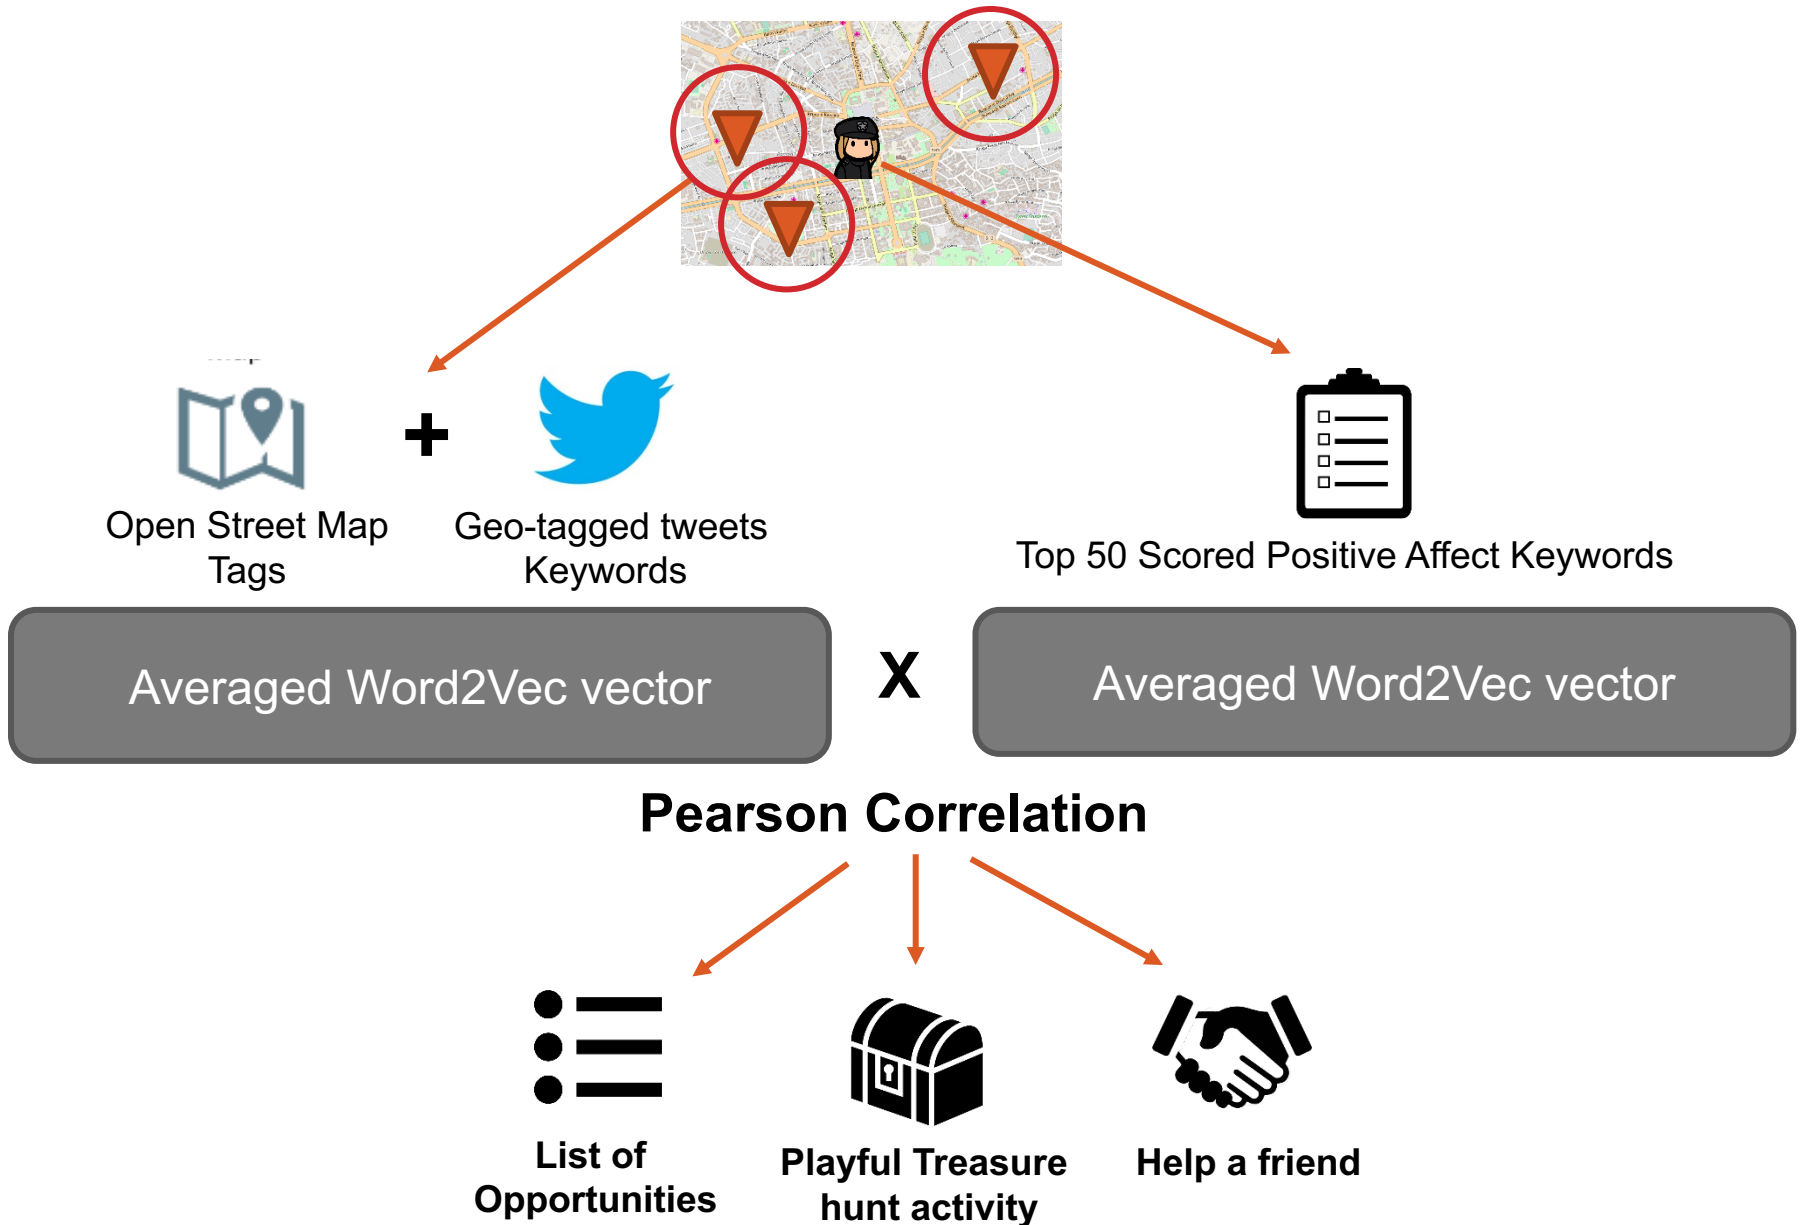 Open Street Map
Tags
Geo-tagged tweets
Keywords
Top 50 Scored Positive Affect Keywords
Averaged Word2Vec vector
X
Averaged Word2Vec vector
Pearson Correlation
List of
Opportunities
Playful Treasure
hunt activity
Help a friend